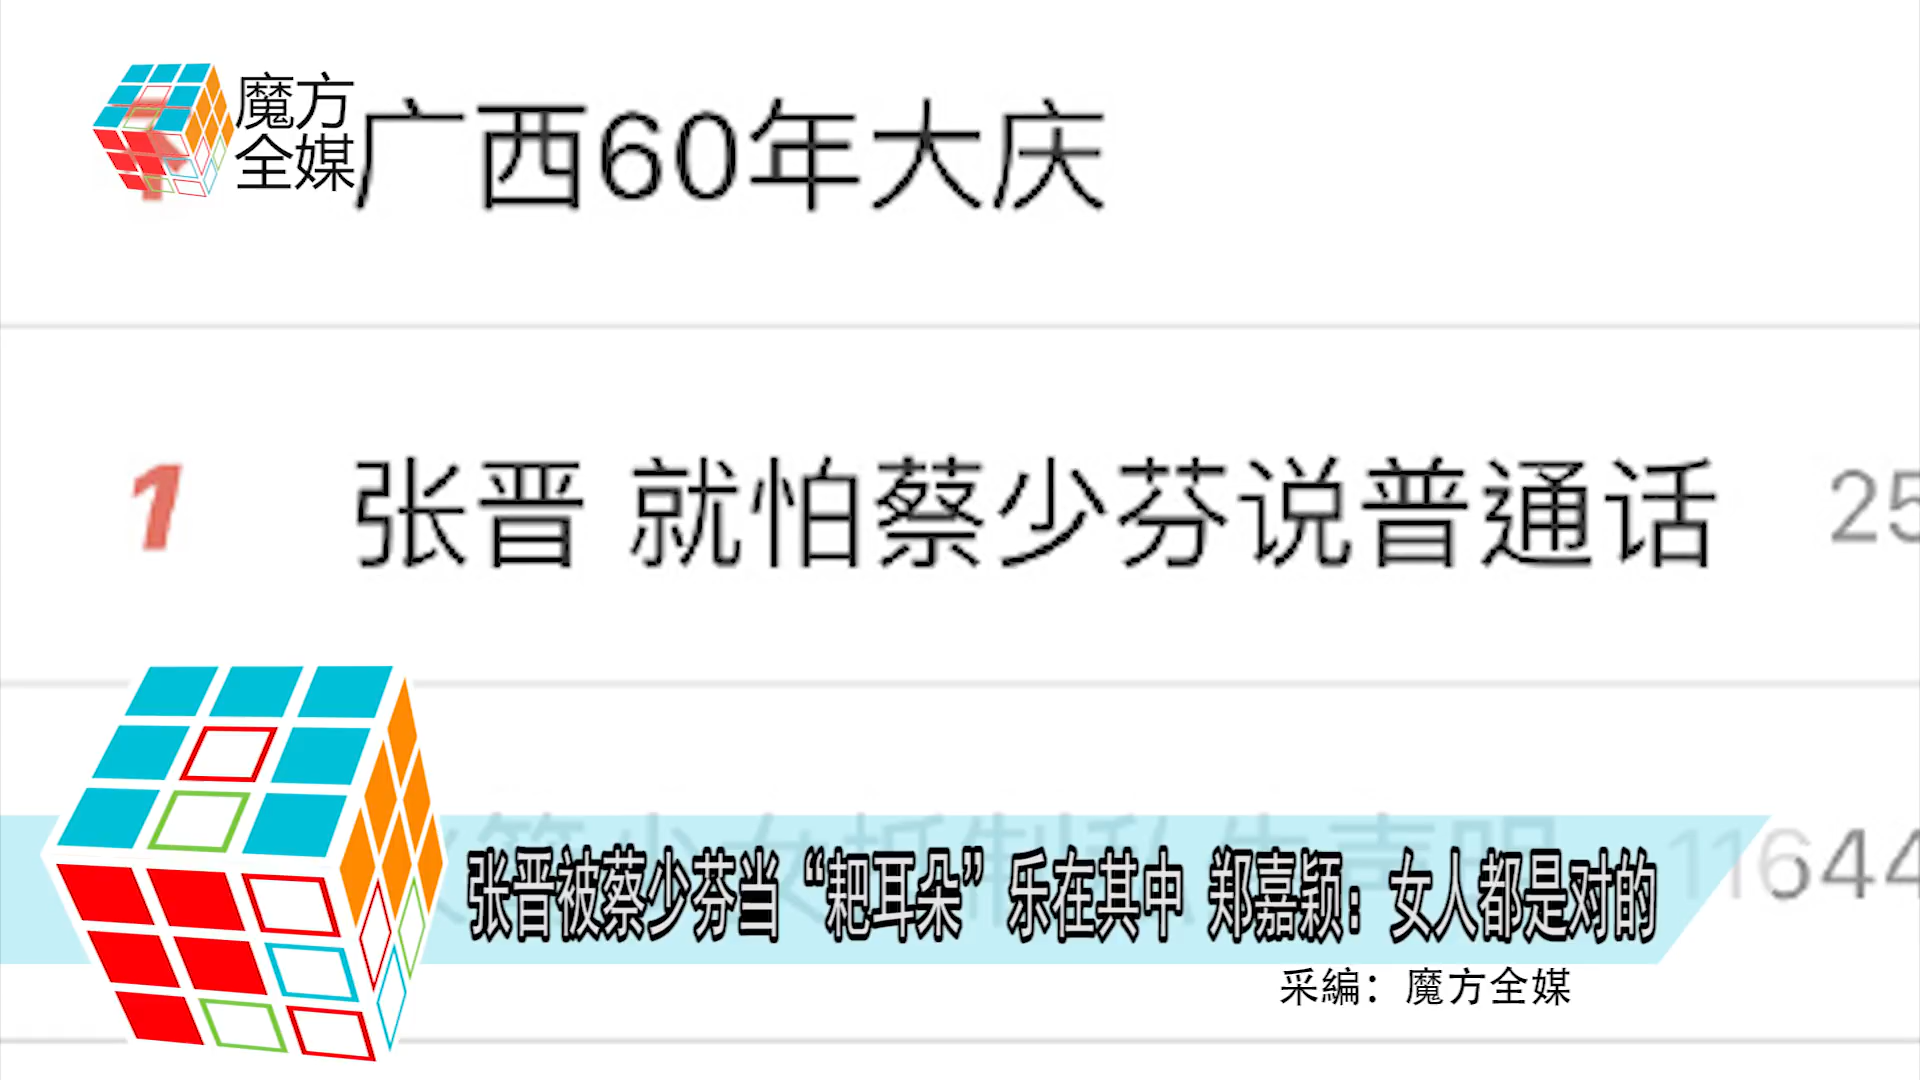 魔方
全媒
广西60年大庆
1 张晋 就怕蔡少芬说普通话 25
张晋被蔡少芬当“耙耳朵”乐在其中 郑嘉颖：女人都是对的
11644
采編：魔方全媒